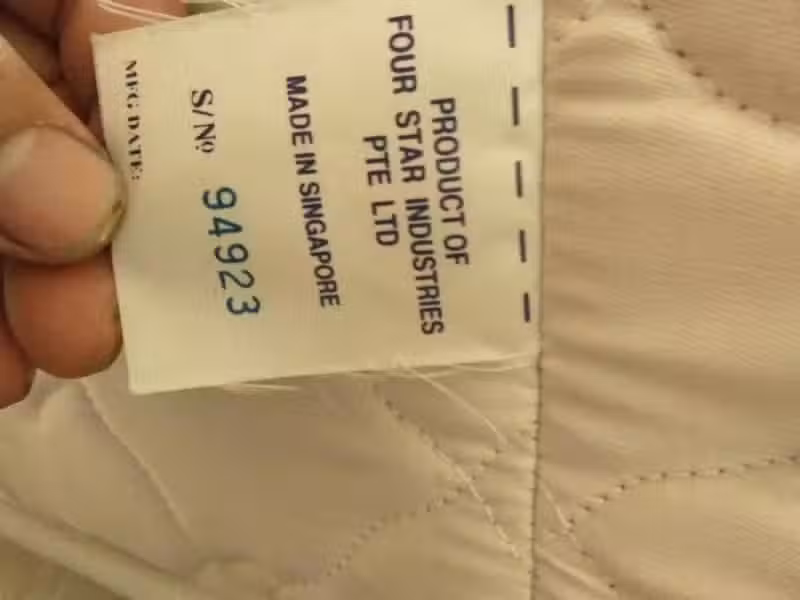 PRODUCT OF
FOUR STAR INDUSTRIES
PTE LTD
MADE IN SINGAPORE
S/Nº 94923
MFG DATE: